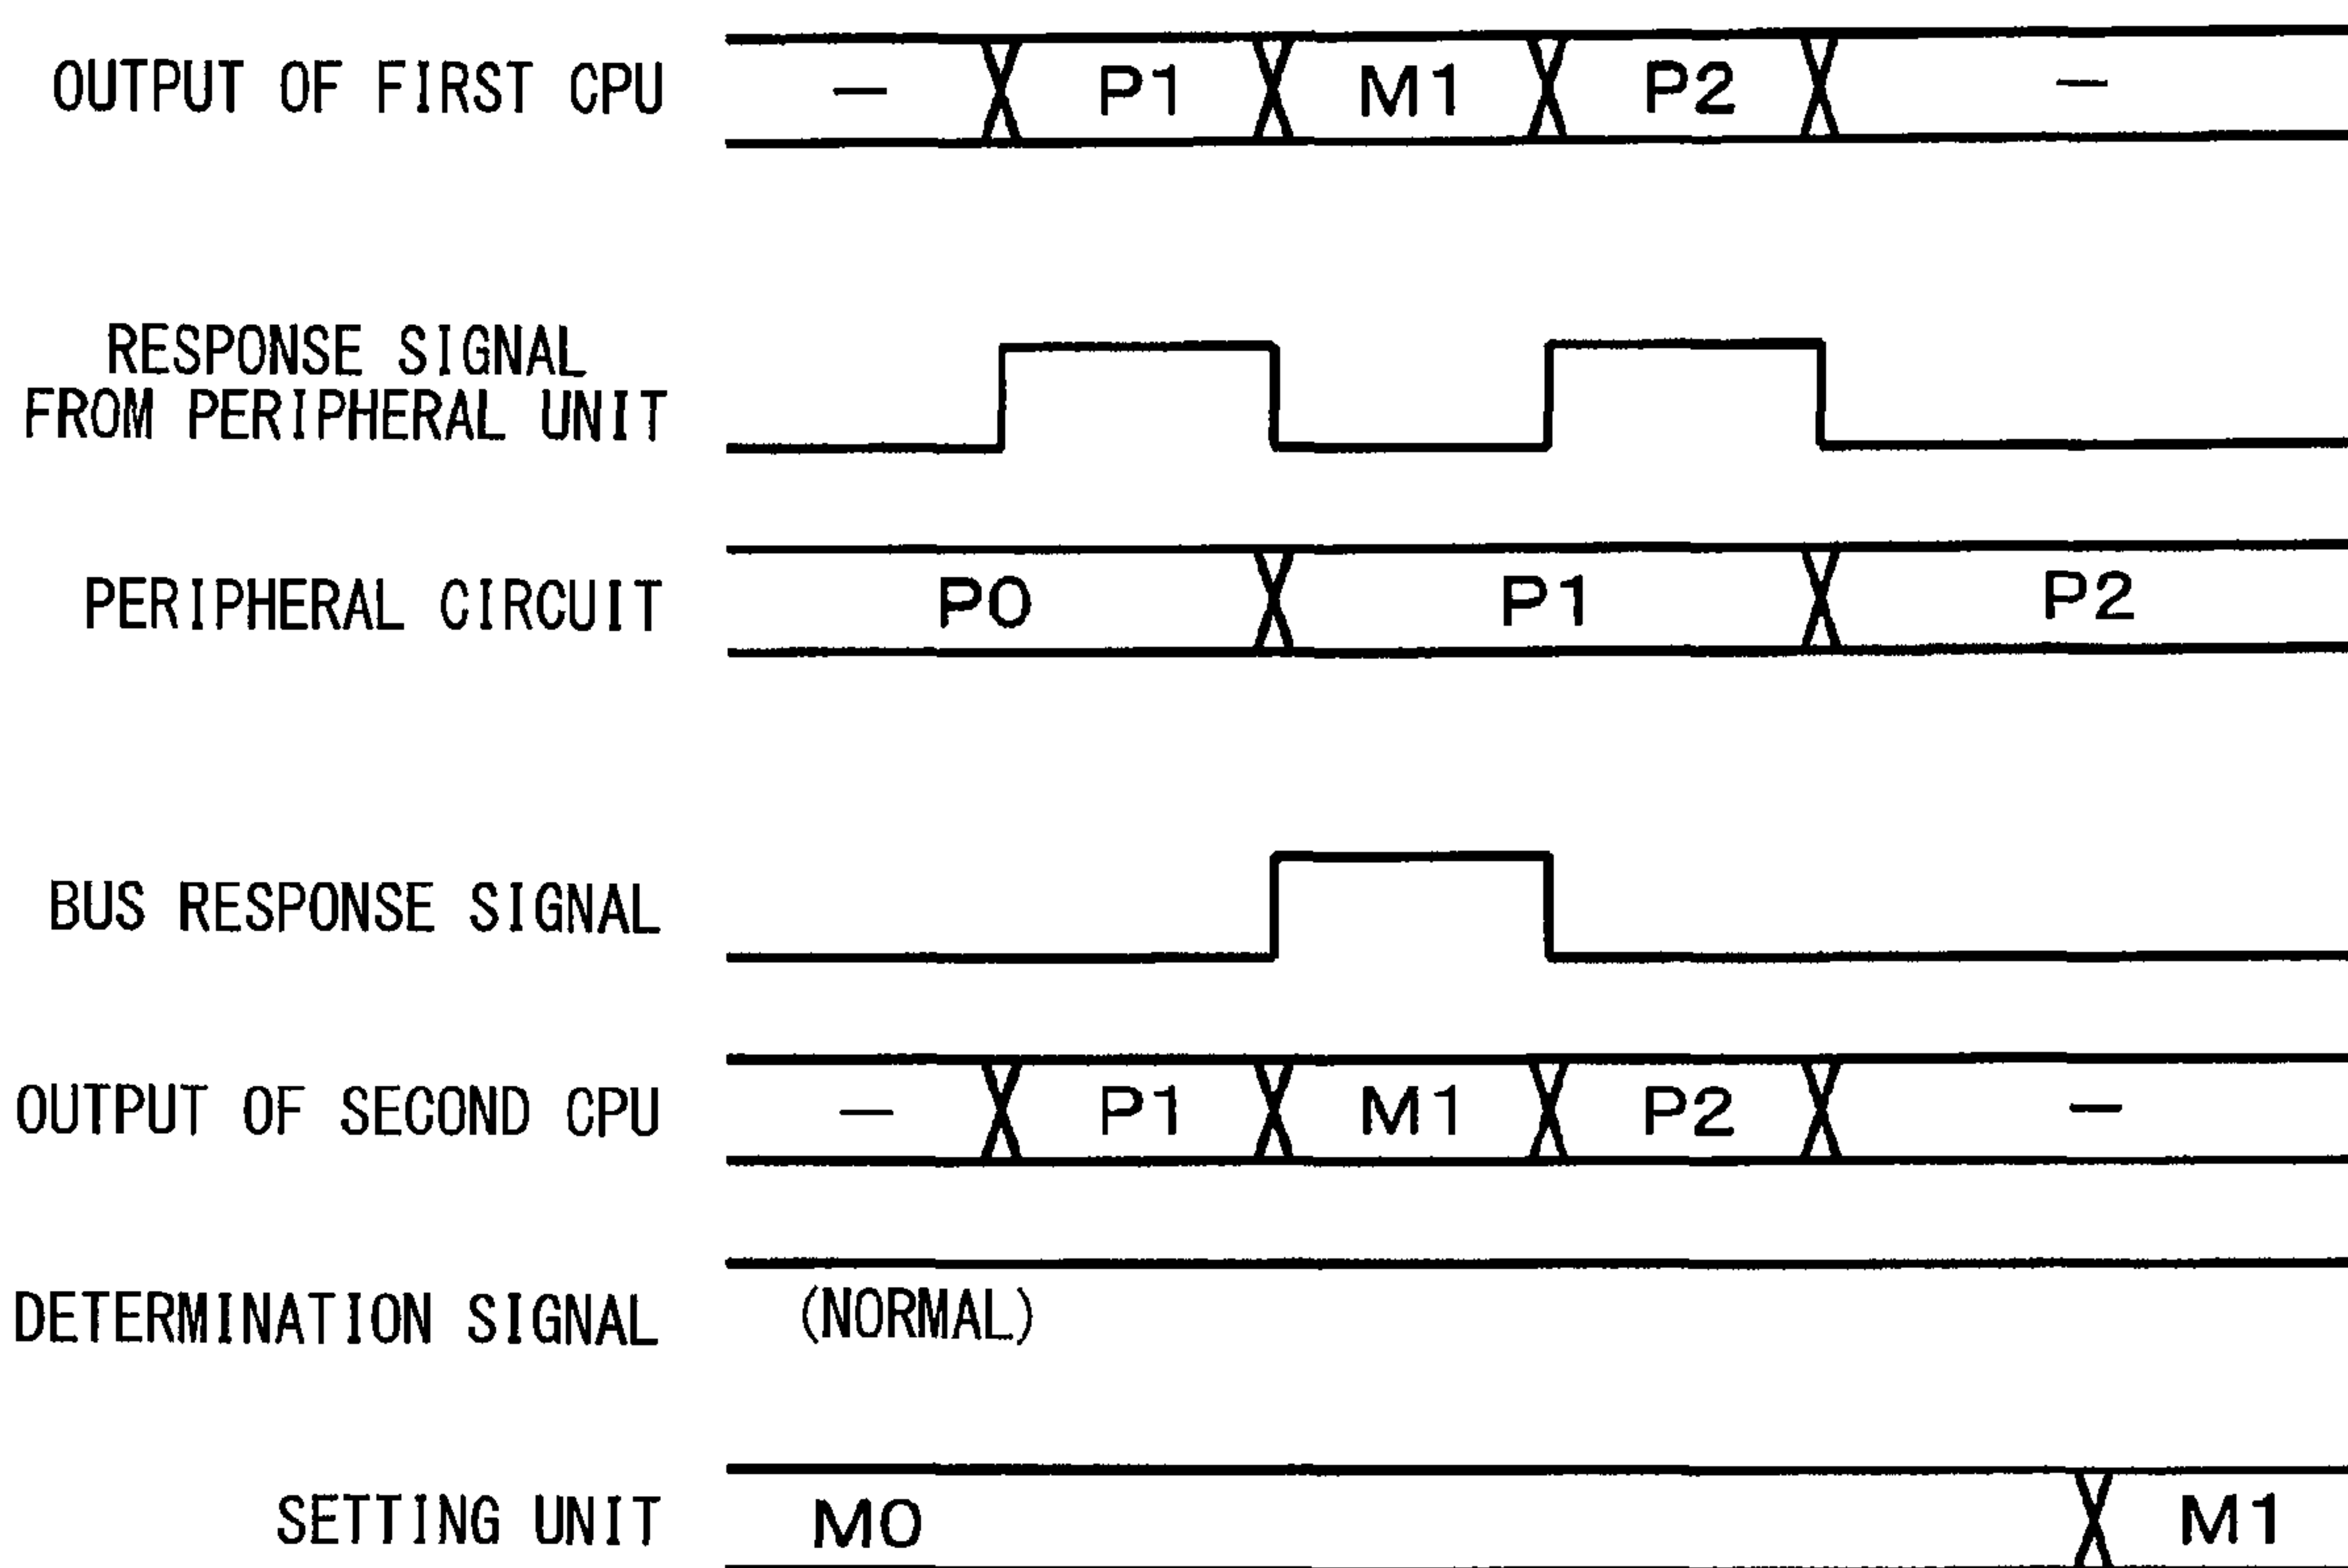 OUTPUT OF FIRST CPU
— P1 M1 P2 —
RESPONSE SIGNAL
FROM PERIPHERAL UNIT
PERIPHERAL CIRCUIT
P0 P1 P2
BUS RESPONSE SIGNAL
OUTPUT OF SECOND CPU
— P1 M1 P2 —
DETERMINATION SIGNAL
(NORMAL)
SETTING UNIT
M0 M1